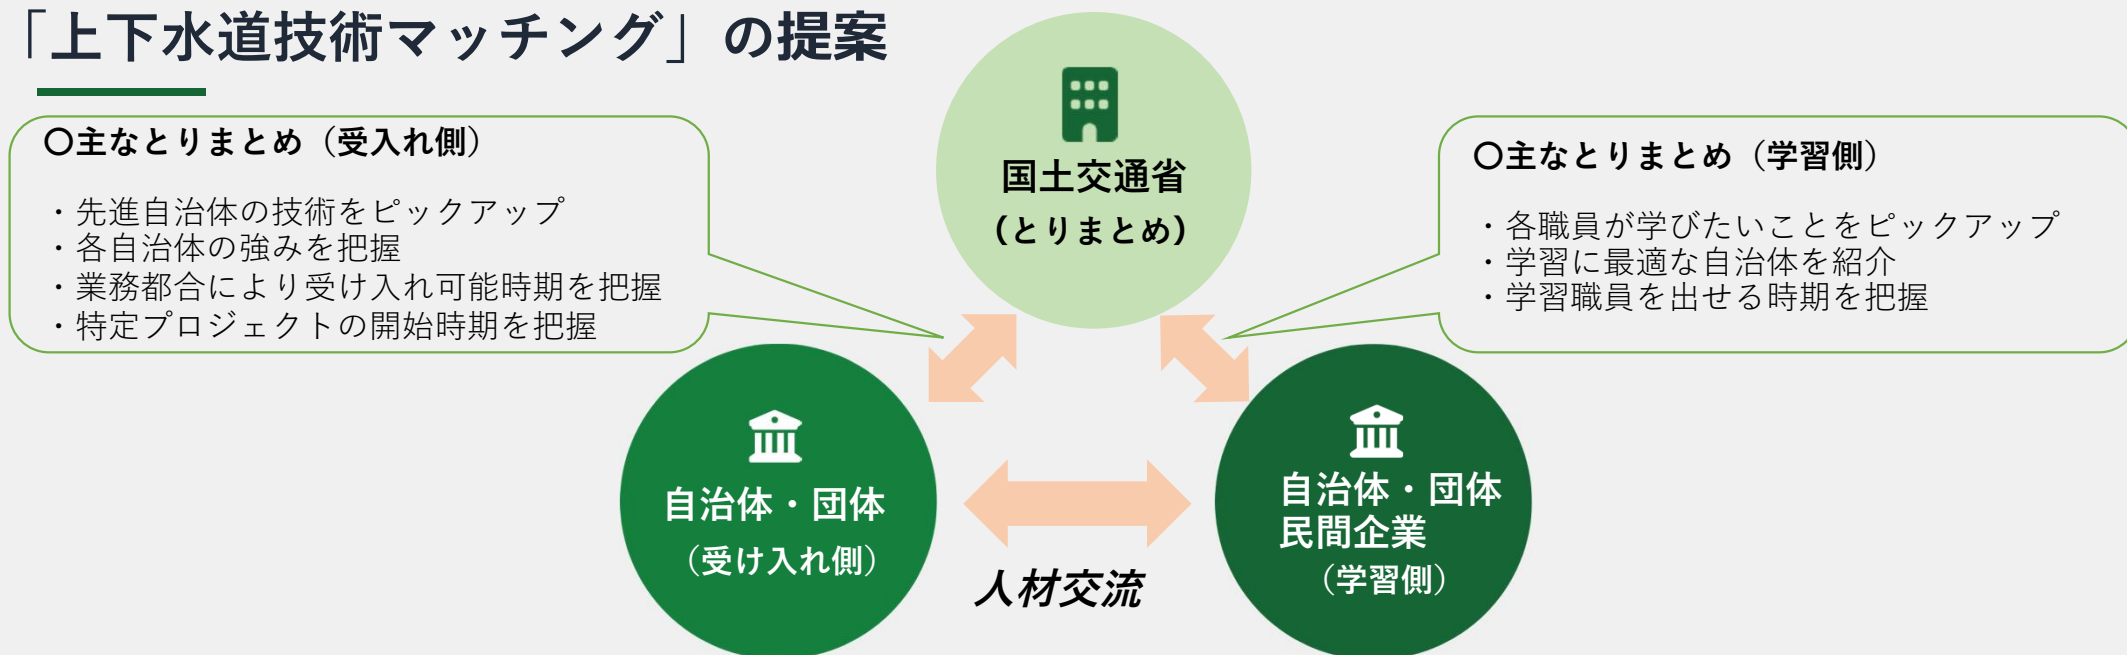 「上下水道技術マッチング」の提案
〇主なとりまとめ（受入れ側）
・先進自治体の技術をピックアップ
・各自治体の強みを把握
・業務都合により受け入れ可能時期を把握
・特定プロジェクトの開始時期を把握
国土交通省
（とりまとめ）
〇主なとりまとめ（学習側）
・各職員が学びたいことをピックアップ
・学習に最適な自治体を紹介
・学習職員を出せる時期を把握
自治体・団体
（受け入れ側）
人材交流
自治体・団体
民間企業
（学習側）